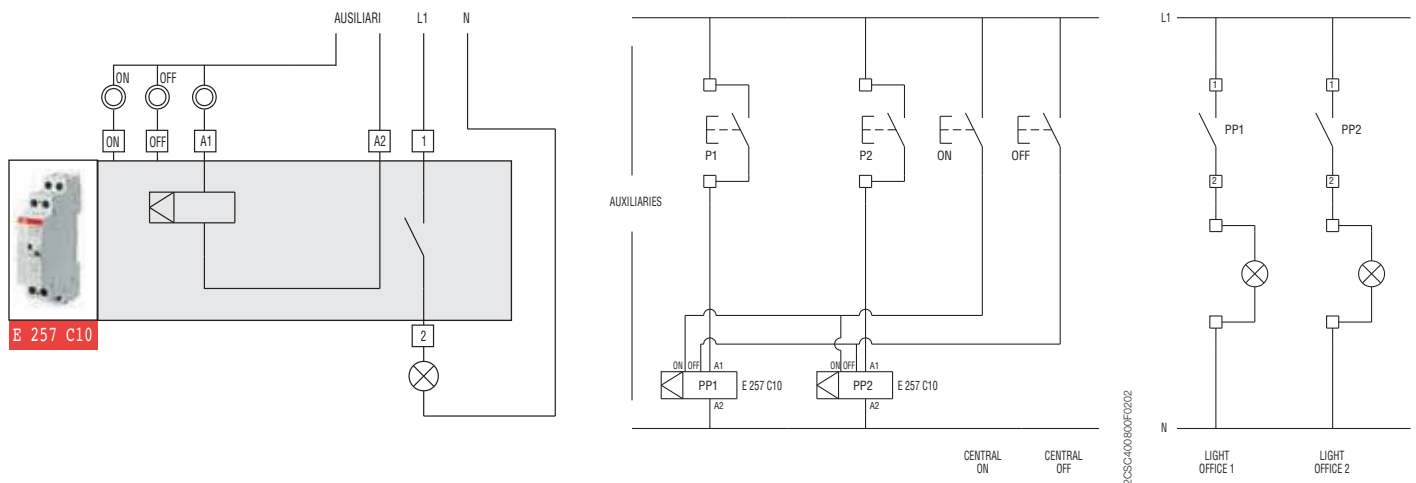 AUSILIARI L1 N
ON OFF
ON OFF A1 A2 1
2
E 257 C10
AUXILIARIES
P1 P2 ON OFF
ON OFF A1
PP1 E 257 C10
A2
ON OFF A1
PP2 E 257 C10
A2
CENTRAL
ON
CENTRAL
OFF
2CSC400800F0202
L1
1
PP1
2
1
PP2
2
N
LIGHT
OFFICE 1
LIGHT
OFFICE 2